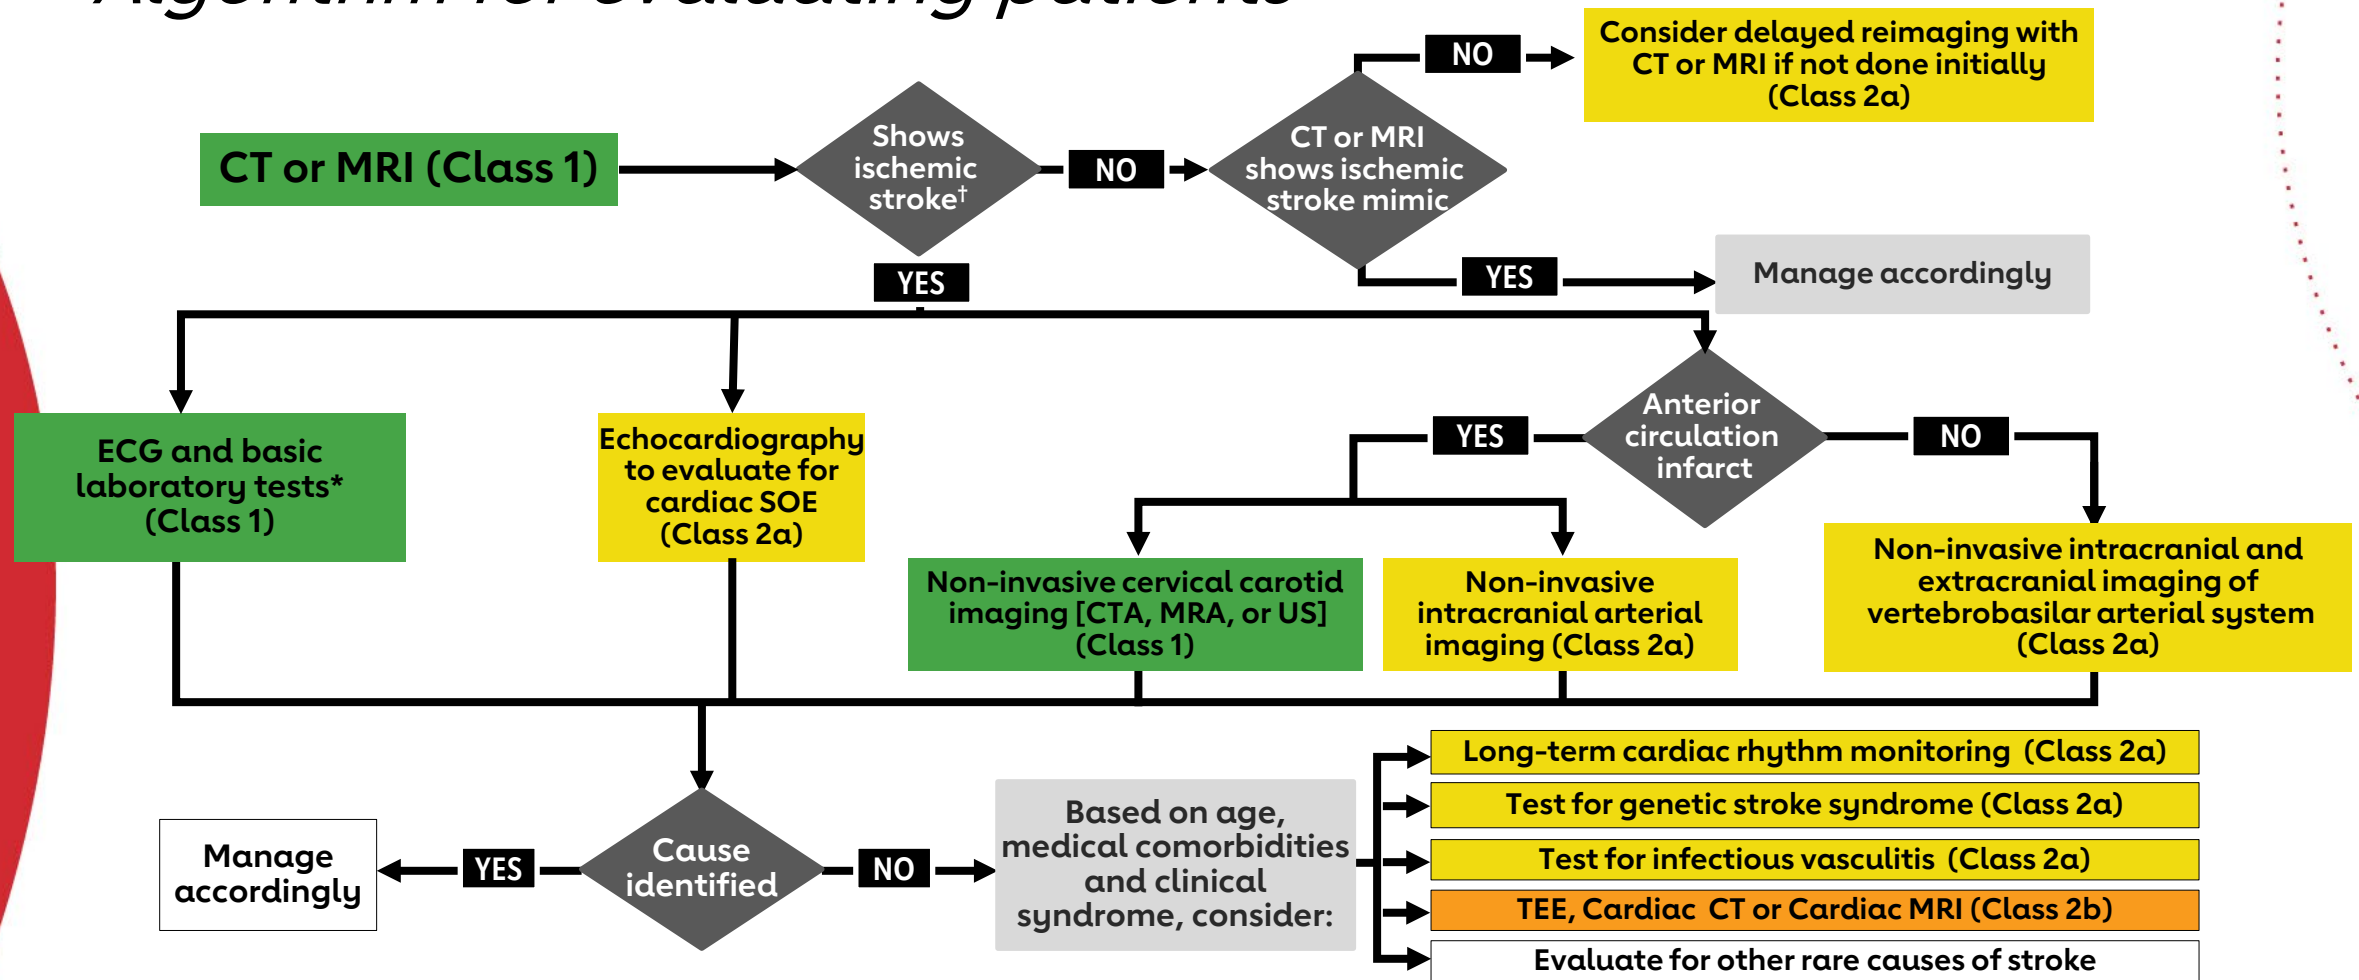 Algorithm for evaluating patients
Consider delayed reimaging with
CT or MRI if not done initially
(Class 2a)
NO
CT or MRI (Class 1)
Shows
ischemic
stroke†
NO
CT or MRI
shows ischemic
stroke mimic
YES
YES
Manage accordingly
ECG and basic
laboratory tests*
(Class 1)
Echocardiography
to evaluate for
cardiac SOE
(Class 2a)
YES
Anterior
circulation
infarct
NO
Non-invasive cervical carotid
imaging [CTA, MRA, or US]
(Class 1)
Non-invasive
intracranial arterial
imaging (Class 2a)
Non-invasive intracranial and
extracranial imaging of
vertebrobasilar arterial system
(Class 2a)
Manage
accordingly
YES
Cause
identified
NO
Based on age,
medical comorbidities
and clinical
syndrome, consider:
Long-term cardiac rhythm monitoring (Class 2a)
Test for genetic stroke syndrome (Class 2a)
Test for infectious vasculitis (Class 2a)
TEE, Cardiac CT or Cardiac MRI (Class 2b)
Evaluate for other rare causes of stroke